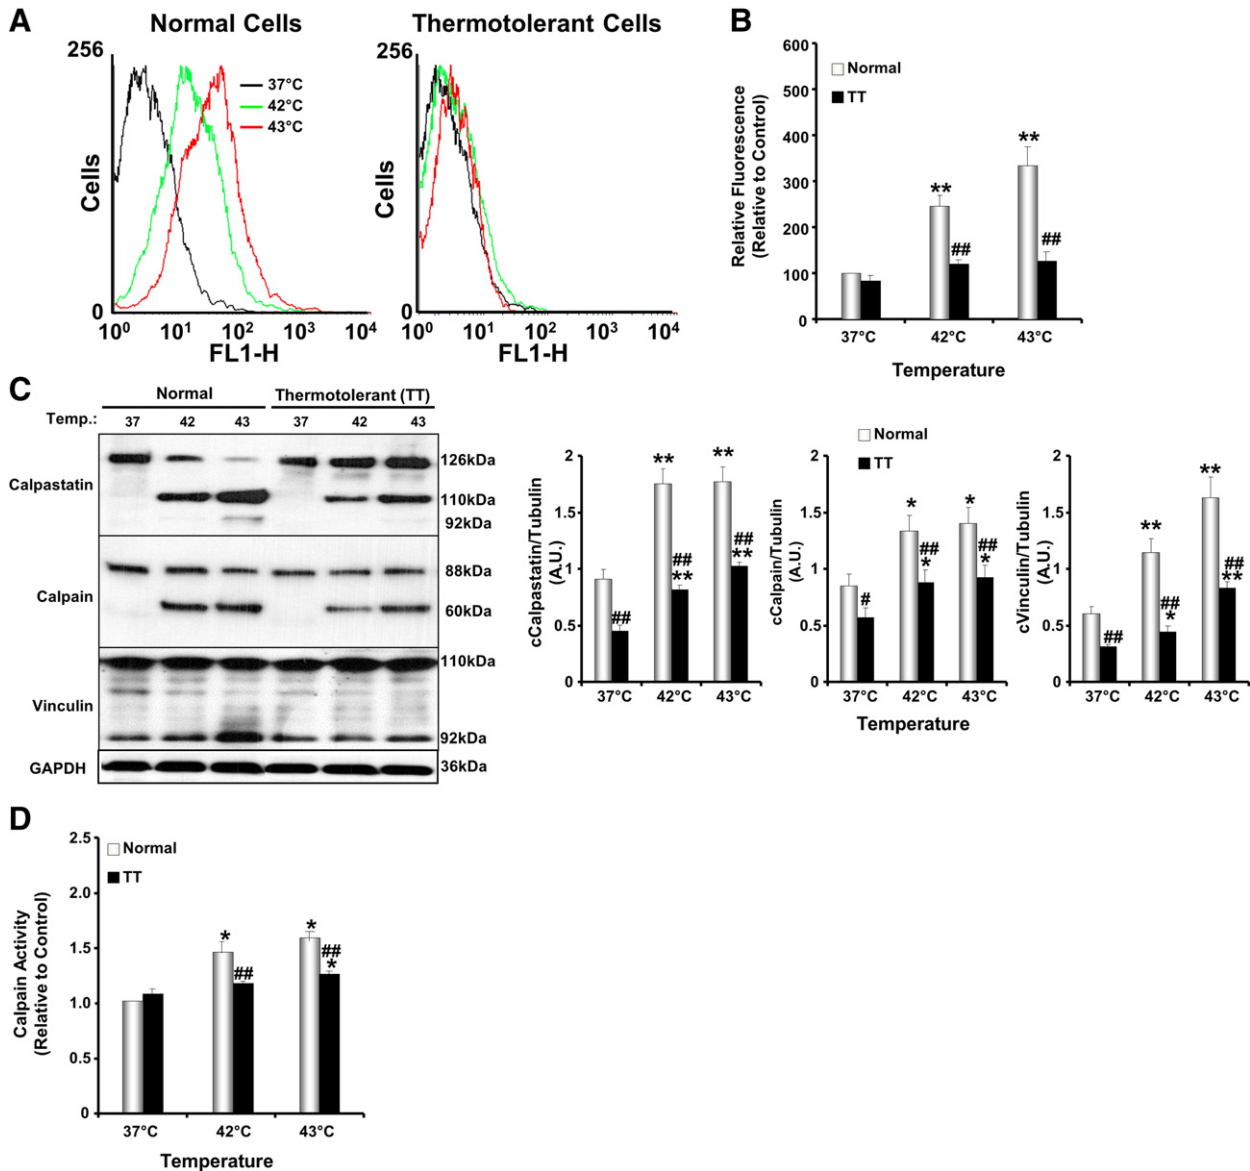 A
Normal Cells
Thermotolerant Cells
256
Cells
0
10⁰ 10¹ 10² 10³ 10⁴
FL1-H
37°C
42°C
43°C
256
Cells
0
10⁰ 10¹ 10² 10³ 10⁴
FL1-H
B
600
500
400
300
200
100
0
Relative Fluorescence
(Relative to Control)
Normal
TT
**
##
**
##
37°C 42°C 43°C
Temperature
C
Normal Thermotolerant (TT)
Temp.: 37 42 43 37 42 43
Calpastatin
126kDa
110kDa
92kDa
Calpain
88kDa
60kDa
Vinculin
110kDa
92kDa
GAPDH
36kDa
cCalpastatin/Tubulin
(A.U.)
2
1.5
1
0.5
0
##
**
##
**
**
##
**
37°C 42°C 43°C
Normal
TT
cCalpain/Tubulin
(A.U.)
2
1.5
1
0.5
0
#
*
##
*
*
##
*
37°C 42°C 43°C
Temperature
cVinculin/Tubulin
(A.U.)
2
1.5
1
0.5
0
##
**
##
*
**
##
**
37°C 42°C 43°C
D
2.5
2.0
1.5
1.0
0.5
0
Calpain Activity
(Relative to Control)
Normal
TT
*
##
*
##
*
37°C 42°C 43°C
Temperature